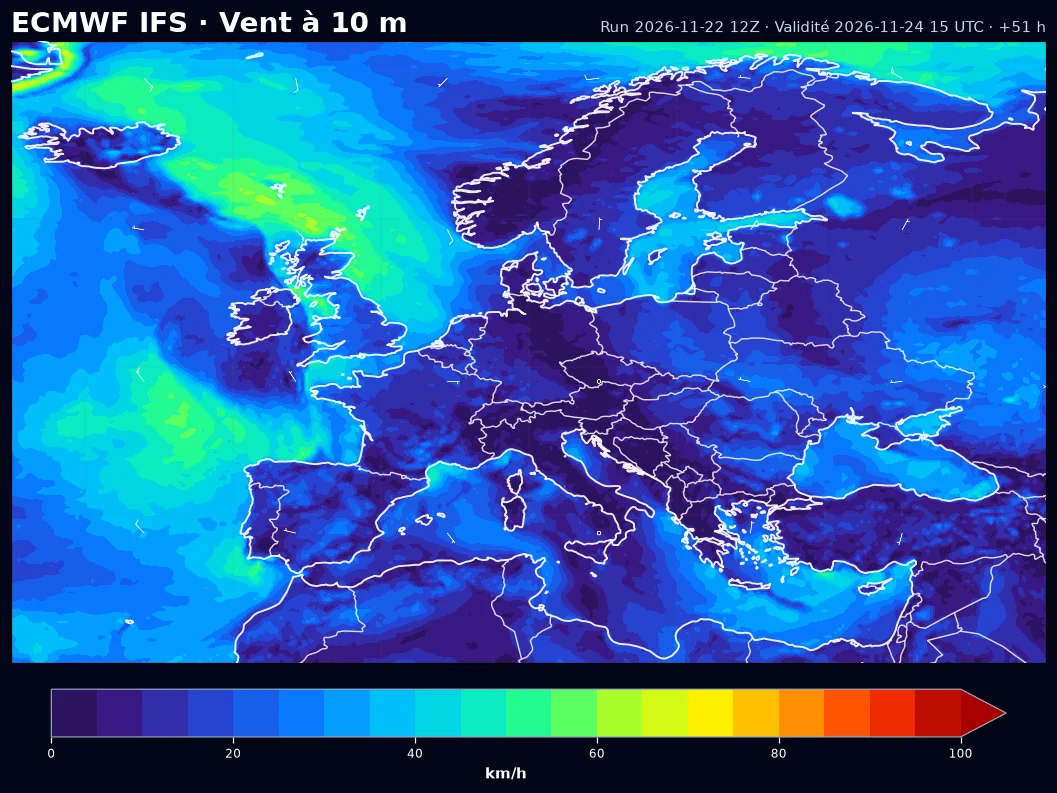 ECMWF IFS · Vent à 10 m
Run 2026-11-22 12Z · Validité 2026-11-24 15 UTC · +51 h
0 20 40 60 80 100
km/h